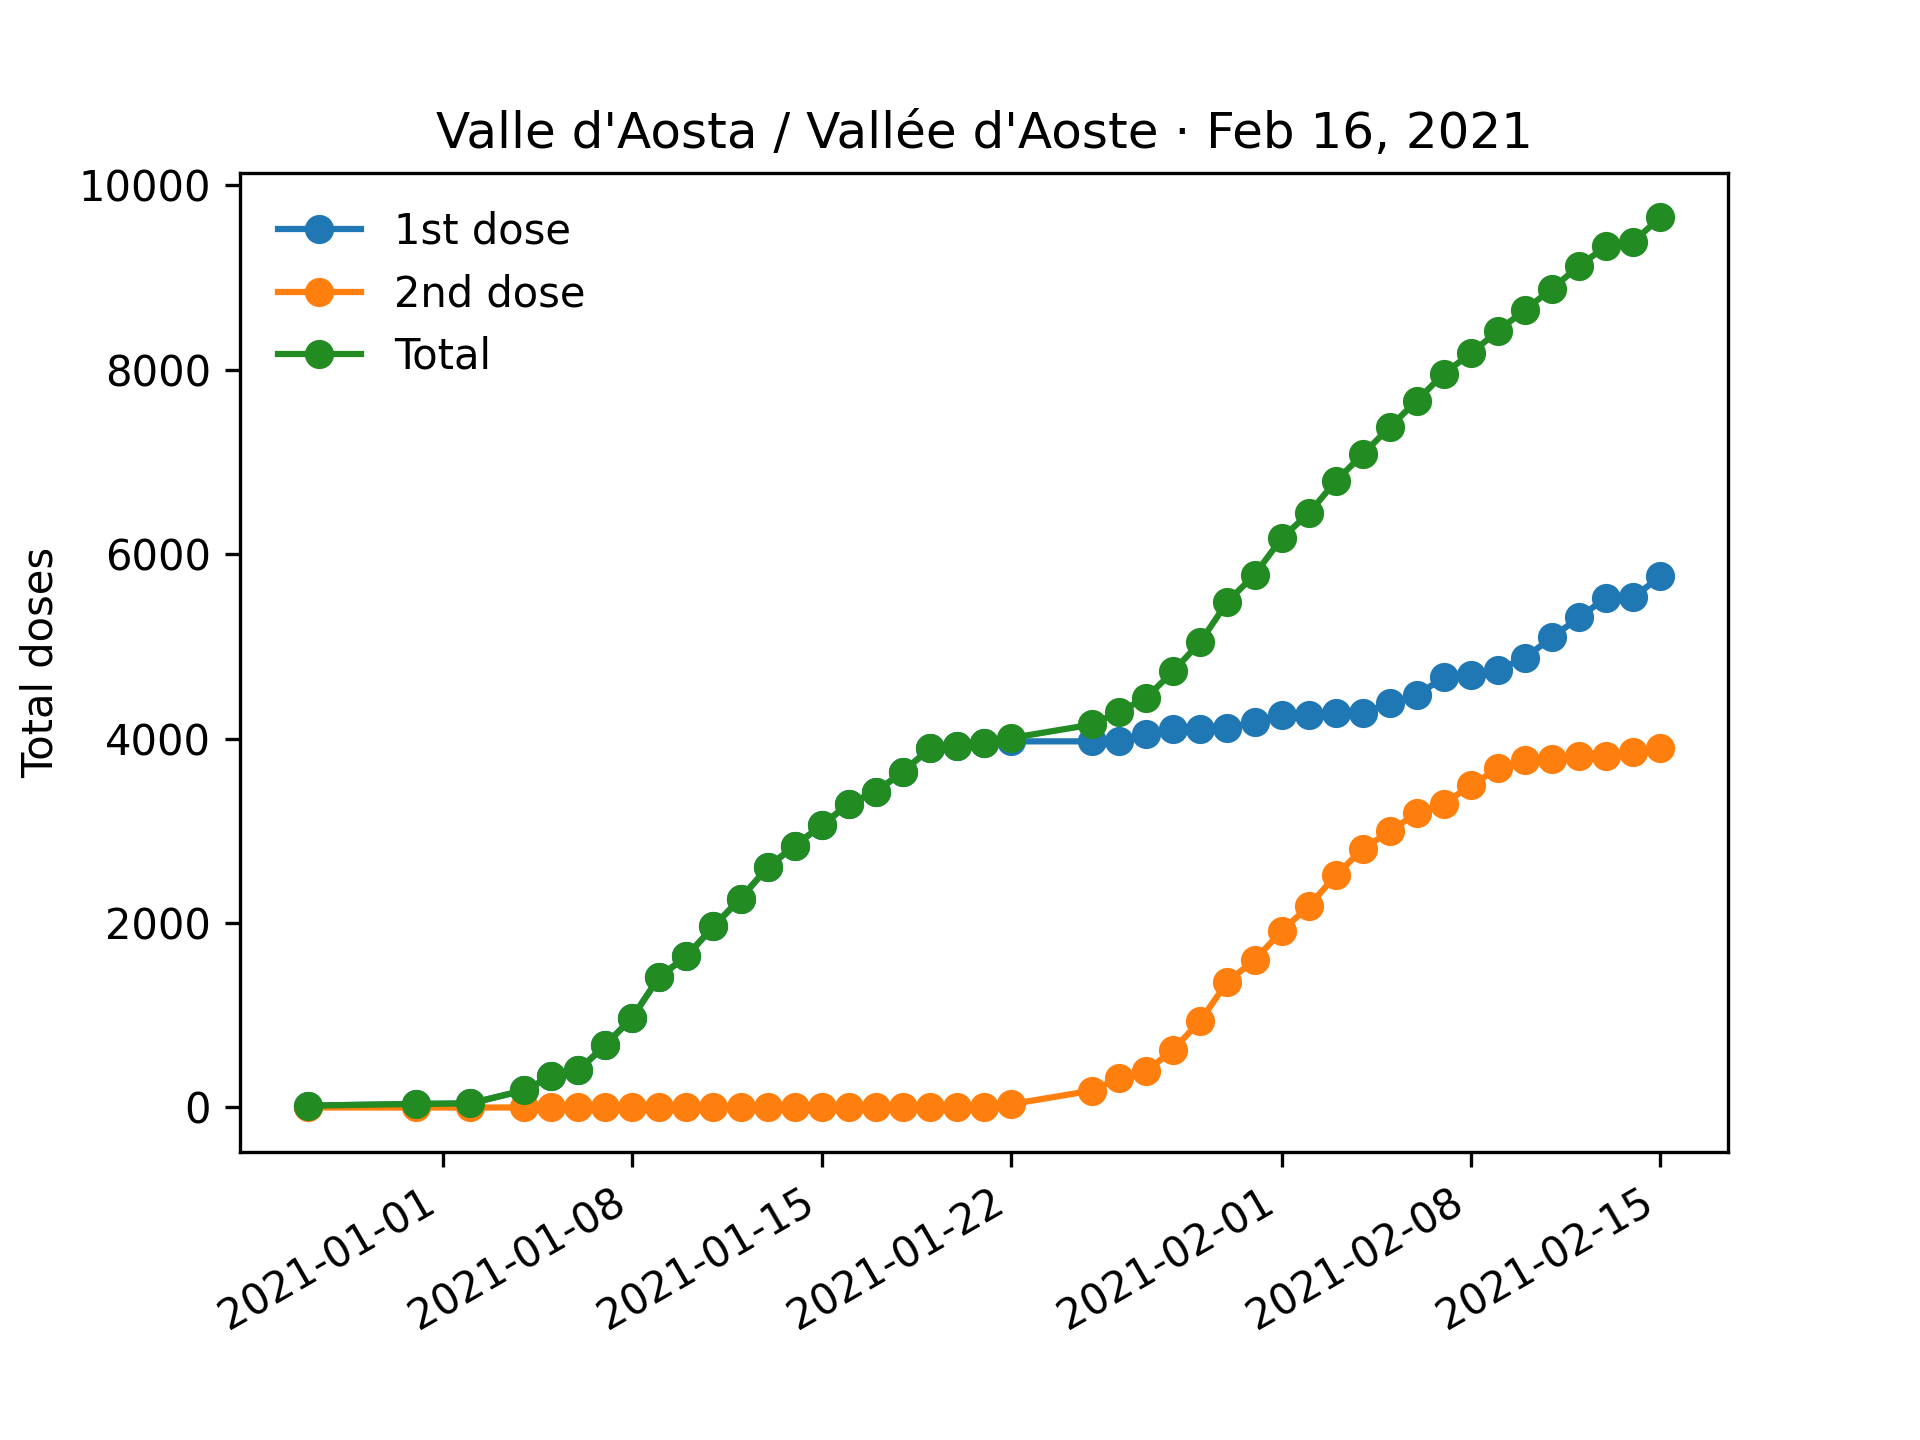 Valle d'Aosta / Vallée d'Aoste · Feb 16, 2021
10000
8000
6000
4000
2000
0
Total doses
1st dose
2nd dose
Total
2021-01-01
2021-01-08
2021-01-15
2021-01-22
2021-02-01
2021-02-08
2021-02-15